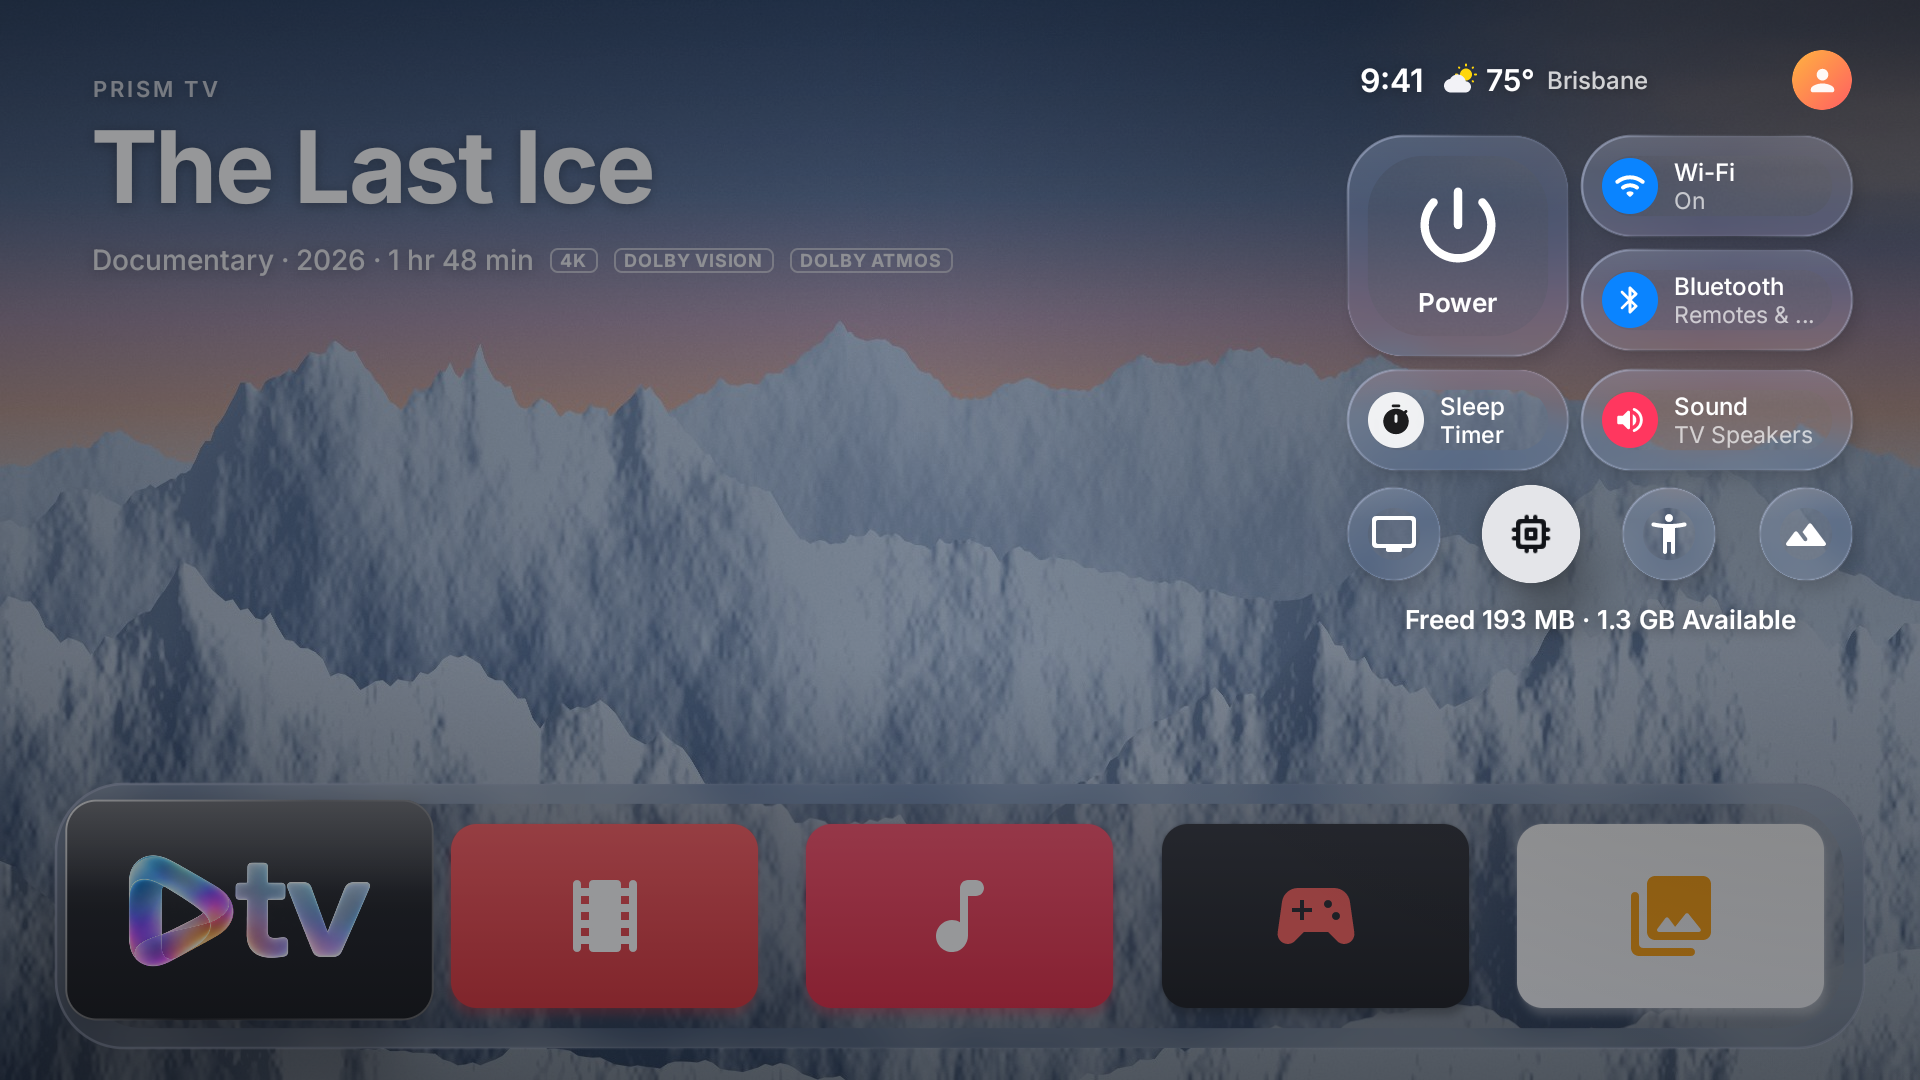 PRISM TV
The Last Ice
Documentary · 2026 · 1 hr 48 min 4K DOLBY VISION DOLBY ATMOS
9:41 75° Brisbane
Power
Wi-Fi
On
Bluetooth
Remotes & ...
Sleep
Timer
Sound
TV Speakers
Freed 193 MB · 1.3 GB Available
tv